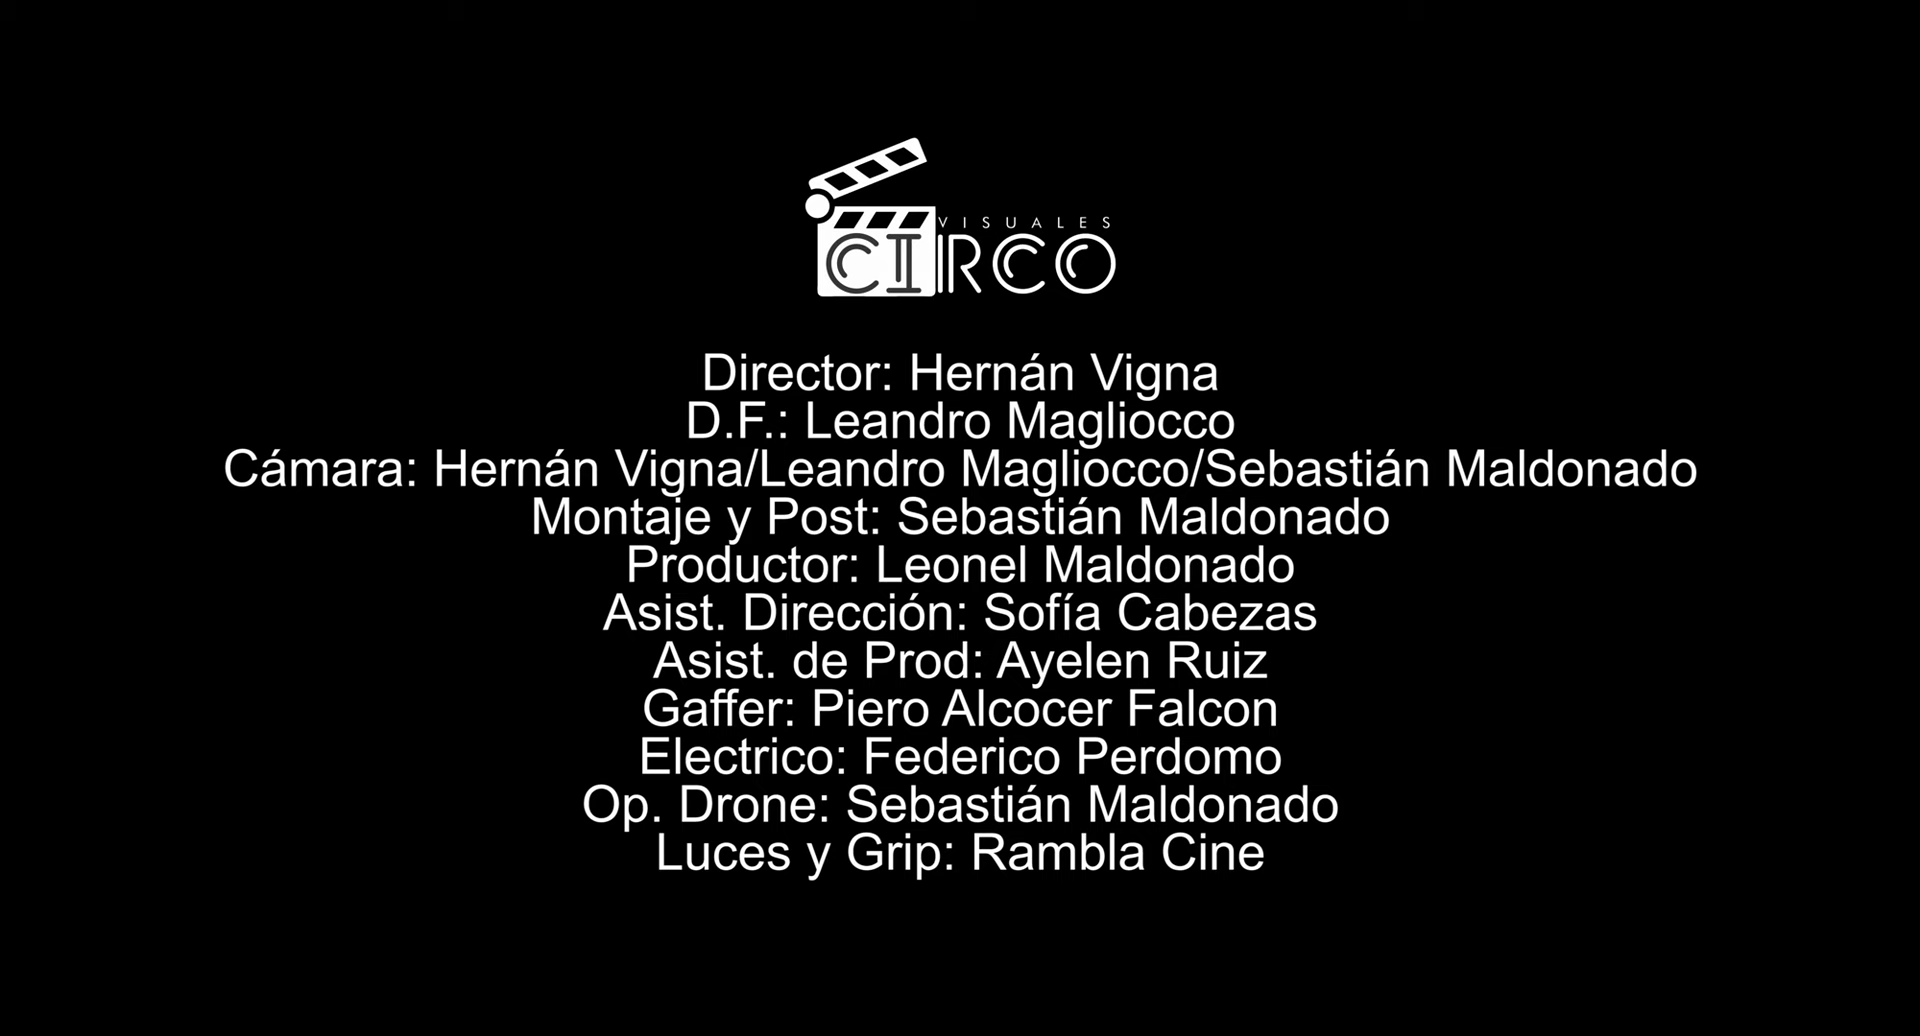 VISUALES
CIRCO
Director: Hernán Vigna
D.F.: Leandro Magliocco
Cámara: Hernán Vigna/Leandro Magliocco/Sebastián Maldonado
Montaje y Post: Sebastián Maldonado
Productor: Leonel Maldonado
Asist. Dirección: Sofía Cabezas
Asist. de Prod: Ayelen Ruiz
Gaffer: Piero Alcocer Falcon
Electrico: Federico Perdomo
Op. Drone: Sebastián Maldonado
Luces y Grip: Rambla Cine